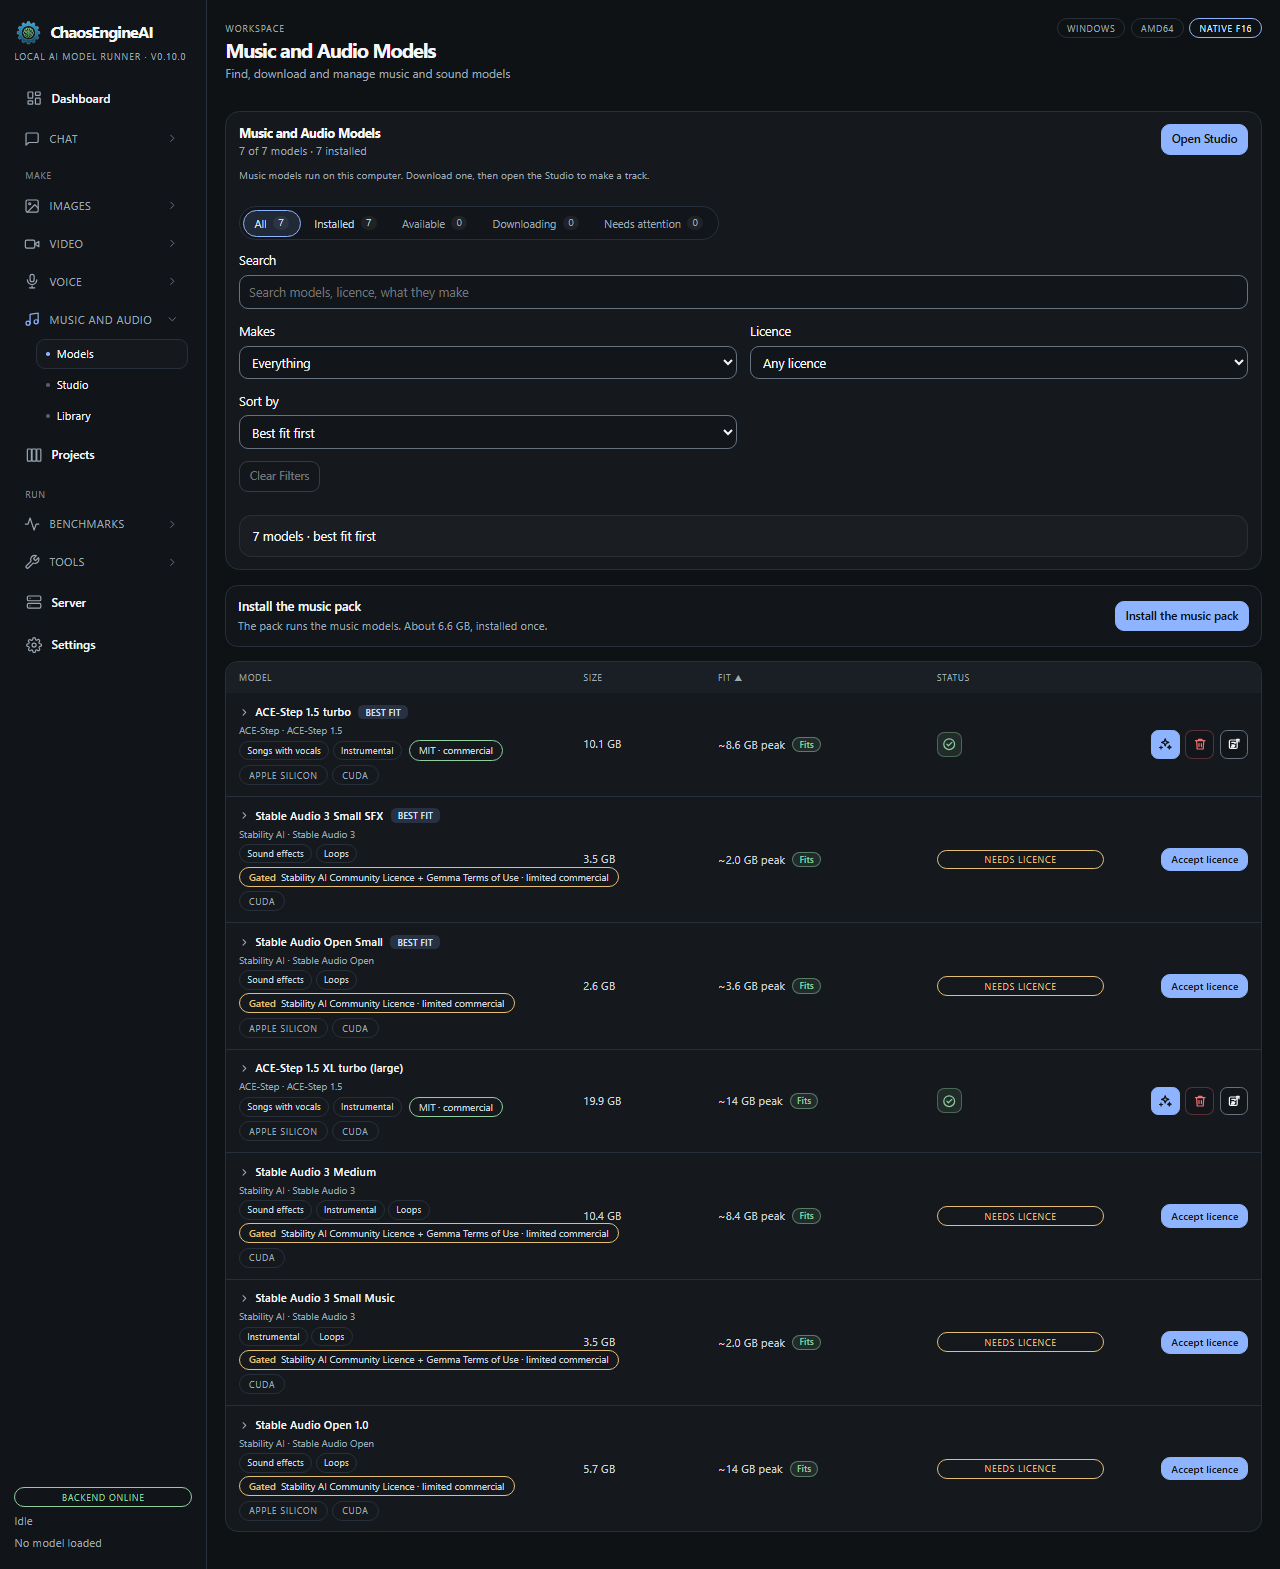 ChaosEngineAI
LOCAL AI MODEL RUNNER · V0.10.0
Dashboard
CHAT
MAKE
IMAGES
VIDEO
VOICE
MUSIC AND AUDIO
Models
Studio
Library
Projects
RUN
BENCHMARKS
TOOLS
Server
Settings
BACKEND ONLINE
Idle
No model loaded
WORKSPACE
Music and Audio Models
Find, download and manage music and sound models
WINDOWS
AMD64
NATIVE F16
Music and Audio Models
7 of 7 models · 7 installed
Music models run on this computer. Download one, then open the Studio to make a track.
Open Studio
All 7
Installed 7
Available 0
Downloading 0
Needs attention 0
Search
Search models, licence, what they make
Makes
Everything
Licence
Any licence
Sort by
Best fit first
Clear Filters
7 models · best fit first
Install the music pack
The pack runs the music models. About 6.6 GB, installed once.
Install the music pack
MODEL SIZE FIT ▲ STATUS
ACE-Step 1.5 turbo BEST FIT
ACE-Step · ACE-Step 1.5
Songs with vocals Instrumental MIT · commercial
APPLE SILICON CUDA
10.1 GB
~8.6 GB peak Fits
Stable Audio 3 Small SFX BEST FIT
Stability AI · Stable Audio 3
Sound effects Loops
Gated Stability AI Community Licence + Gemma Terms of Use · limited commercial
CUDA
3.5 GB
~2.0 GB peak Fits
NEEDS LICENCE
Accept licence
Stable Audio Open Small BEST FIT
Stability AI · Stable Audio Open
Sound effects Loops
Gated Stability AI Community Licence · limited commercial
APPLE SILICON CUDA
2.6 GB
~3.6 GB peak Fits
NEEDS LICENCE
Accept licence
ACE-Step 1.5 XL turbo (large)
ACE-Step · ACE-Step 1.5
Songs with vocals Instrumental MIT · commercial
APPLE SILICON CUDA
19.9 GB
~14 GB peak Fits
Stable Audio 3 Medium
Stability AI · Stable Audio 3
Sound effects Instrumental Loops
Gated Stability AI Community Licence + Gemma Terms of Use · limited commercial
CUDA
10.4 GB
~8.4 GB peak Fits
NEEDS LICENCE
Accept licence
Stable Audio 3 Small Music
Stability AI · Stable Audio 3
Instrumental Loops
Gated Stability AI Community Licence + Gemma Terms of Use · limited commercial
CUDA
3.5 GB
~2.0 GB peak Fits
NEEDS LICENCE
Accept licence
Stable Audio Open 1.0
Stability AI · Stable Audio Open
Sound effects Loops
Gated Stability AI Community Licence · limited commercial
APPLE SILICON CUDA
5.7 GB
~14 GB peak Fits
NEEDS LICENCE
Accept licence